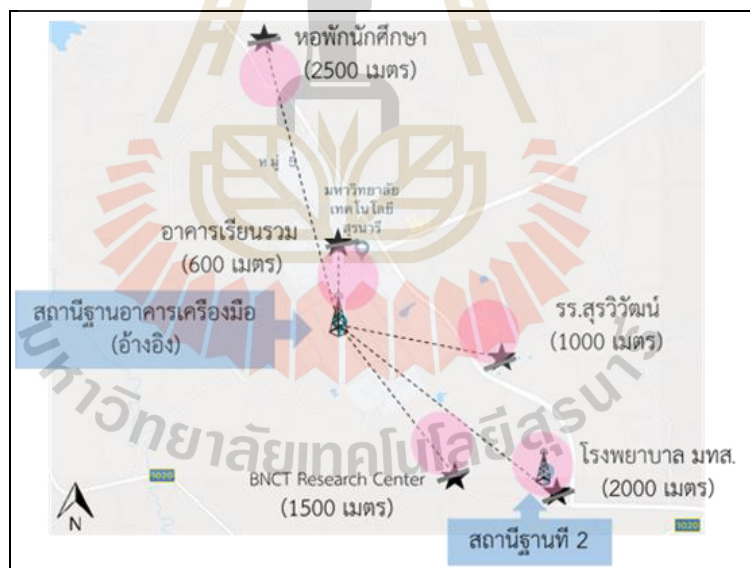 หอพักนักศึกษา
(2500 เมตร)
หมู่ ที่
มหาวิทยาลัย
เทคโนโลยี
สุรนารี
อาคารเรียนรวม
(600 เมตร)
สถานีฐานอาคารเครื่องมือ
(อ้างอิง)
รร.สุรวิวัฒน์
(1000 เมตร)
มหาวิทยาลัยเทคโนโลยีสุรนารี
1020
BNCT Research Center
(1500 เมตร)
โรงพยาบาล มทส.
(2000 เมตร)
N
1020
สถานีฐานที่ 2